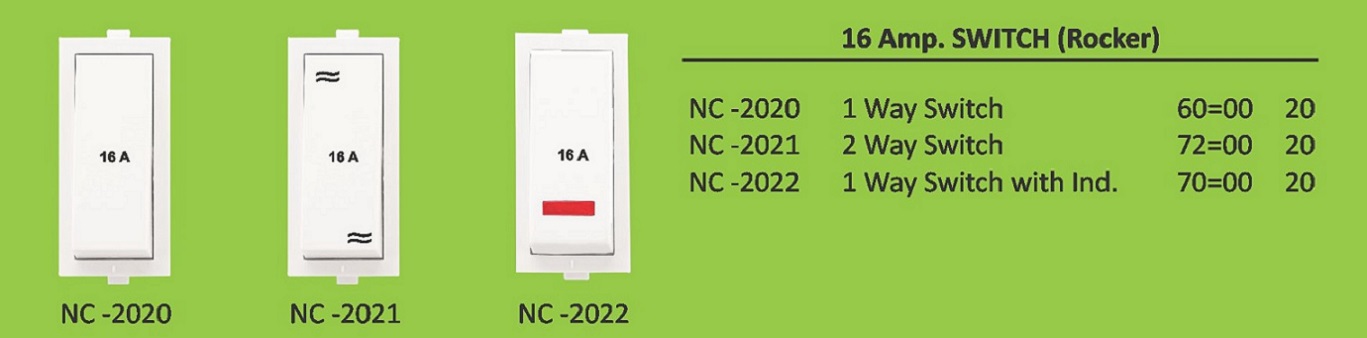 16 A
NC -2020
16 A
NC -2021
16 A
NC -2022
16 Amp. SWITCH (Rocker)
NC -2020 1 Way Switch 60=00 20
NC -2021 2 Way Switch 72=00 20
NC -2022 1 Way Switch with Ind. 70=00 20